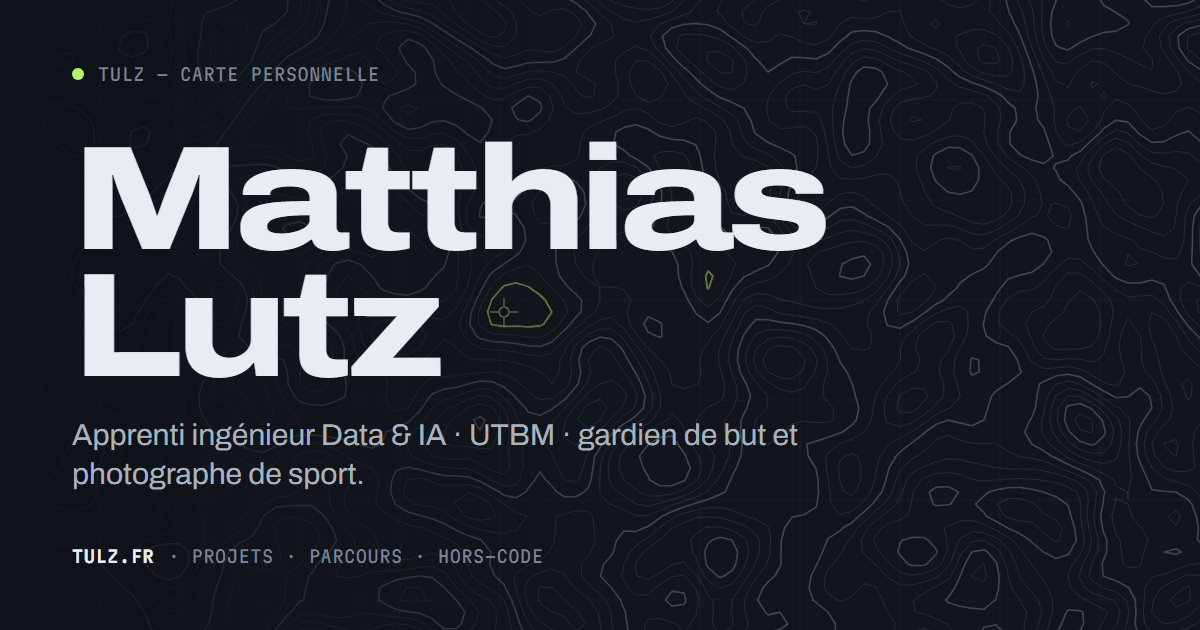 TULZ — CARTE PERSONNELLE
Matthias
Lutz
Apprenti ingénieur Data & IA · UTBM · gardien de but et
photographe de sport.
TULZ.FR · PROJETS · PARCOURS · HORS-CODE